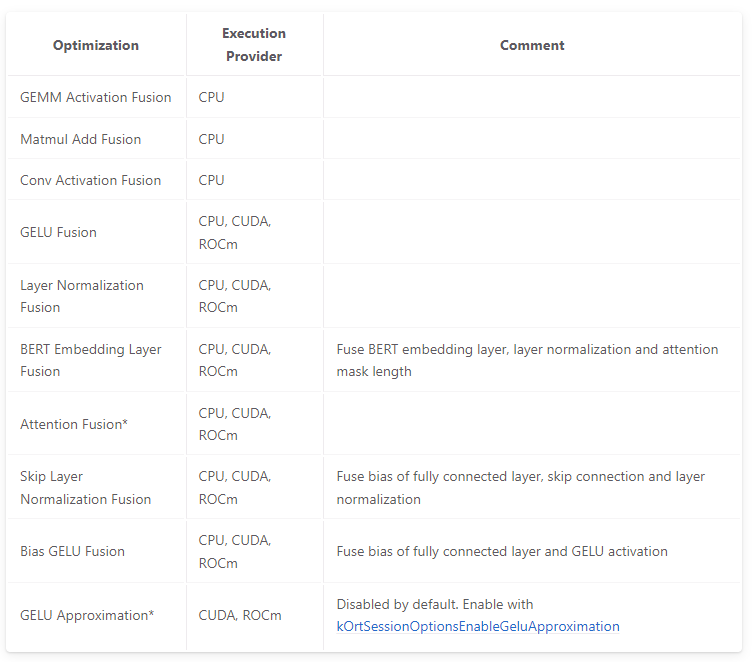 Optimization
Execution
Provider
Comment
GEMM Activation Fusion
CPU
Matmul Add Fusion
CPU
Conv Activation Fusion
CPU
GELU Fusion
CPU, CUDA,
ROCm
Layer Normalization
Fusion
CPU, CUDA,
ROCm
BERT Embedding Layer
Fusion
CPU, CUDA,
ROCm
Fuse BERT embedding layer, layer normalization and attention
mask length
Attention Fusion*
CPU, CUDA,
ROCm
Skip Layer
Normalization Fusion
CPU, CUDA,
ROCm
Fuse bias of fully connected layer, skip connection and layer
normalization
Bias GELU Fusion
CPU, CUDA,
ROCm
Fuse bias of fully connected layer and GELU activation
GELU Approximation*
CUDA, ROCm
Disabled by default. Enable with
kOrtSessionOptionsEnableGeluApproximation